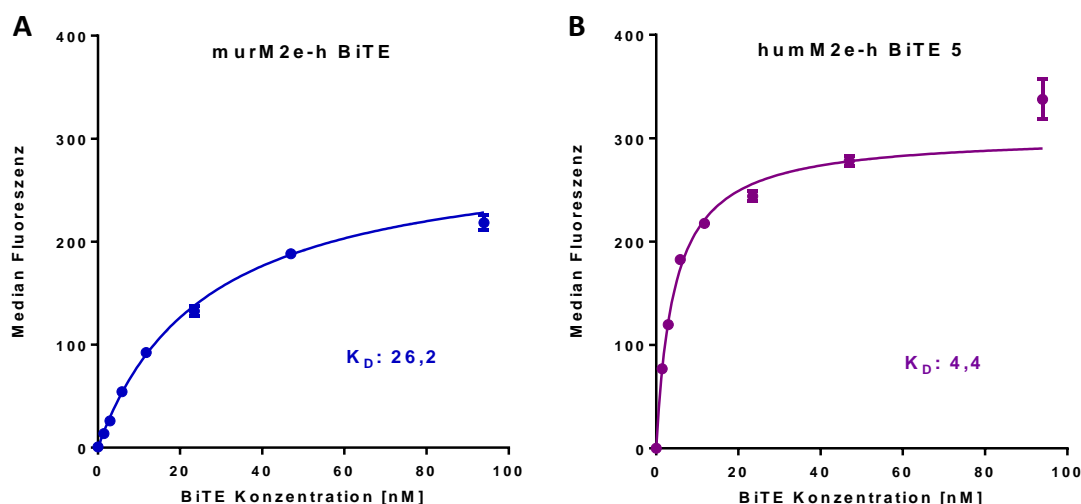 A
murM2e-h BiTE
400
300
200
100
0
Median Fluoreszenz
KD: 26,2
0 20 40 60 80 100
BiTE Konzentration [nM]
B
humM2e-h BiTE 5
400
300
200
100
0
Median Fluoreszenz
KD: 4,4
0 20 40 60 80 100
BiTE Konzentration [nM]